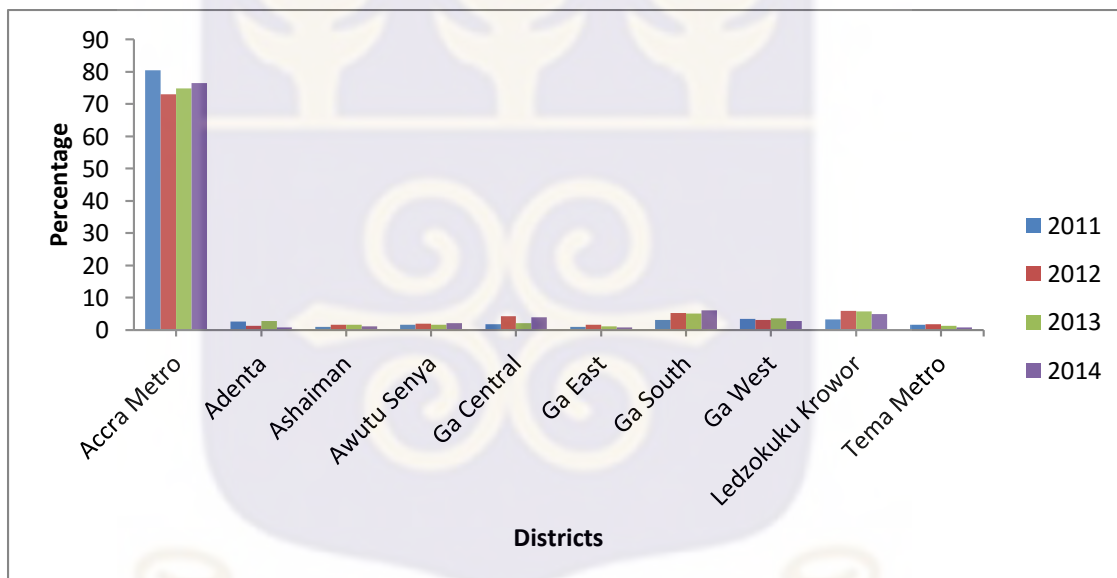 90
80
70
60
50
40
30
20
10
0
Percentage
Accra Metro
Adenta
Ashaiman
Awutu Senya
Ga Central
Ga East
Ga South
Ga West
Ledzokuku Krowor
Tema Metro
Districts
2011
2012
2013
2014